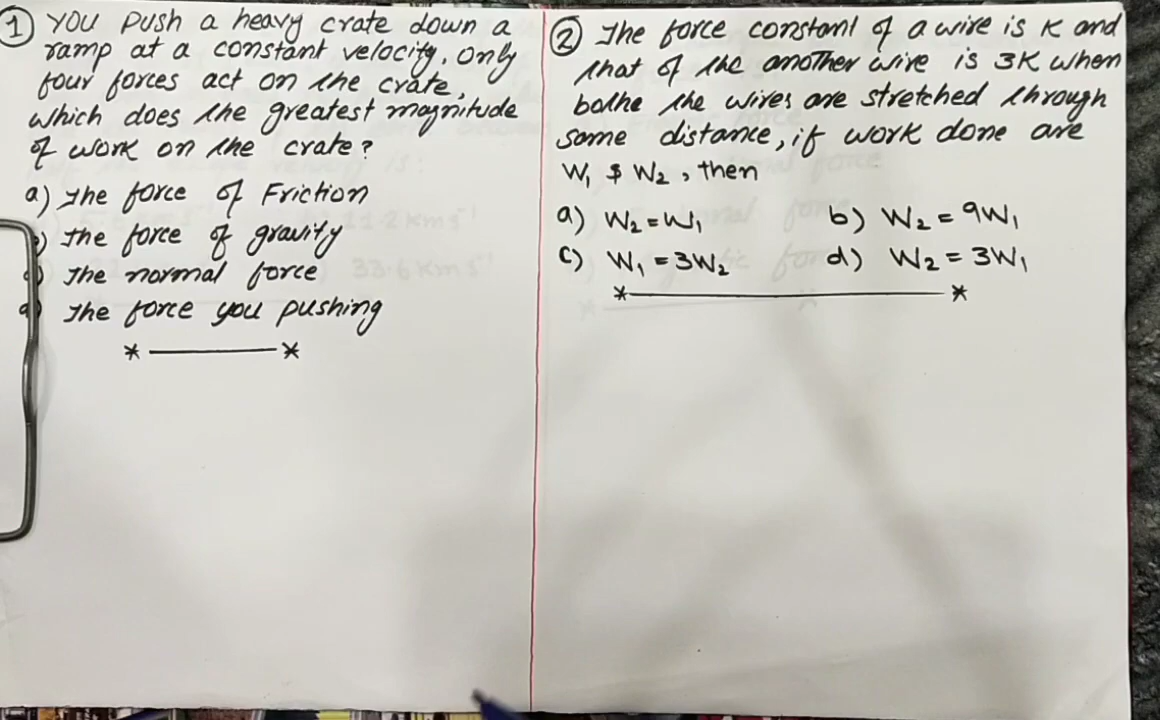 ① You push a heavy crate down a
ramp at a constant velocity. Only
four forces act on the crate,
which does the greatest magnitude
of work on the crate?
a) The force of Friction
) The force of gravity
) The normal force
) The force you pushing
* ——— *
② The force constant of a wire is K and
that of the another wire is 3K when
bothe the wires are stretched through
same distance, if work done are
W₁ $ W₂, then
a) W₂ = W₁ b) W₂ = 9W₁
c) W₁ = 3W₂ d) W₂ = 3W₁
* ——— *